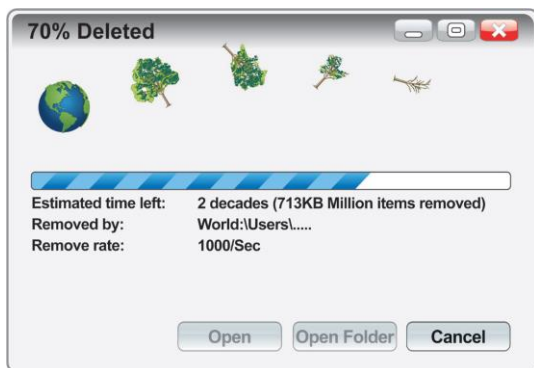 70% Deleted
Estimated time left: 2 decades (713KB Million items removed)
Removed by: World:\Users\.....
Remove rate: 1000/Sec
Open Open Folder Cancel